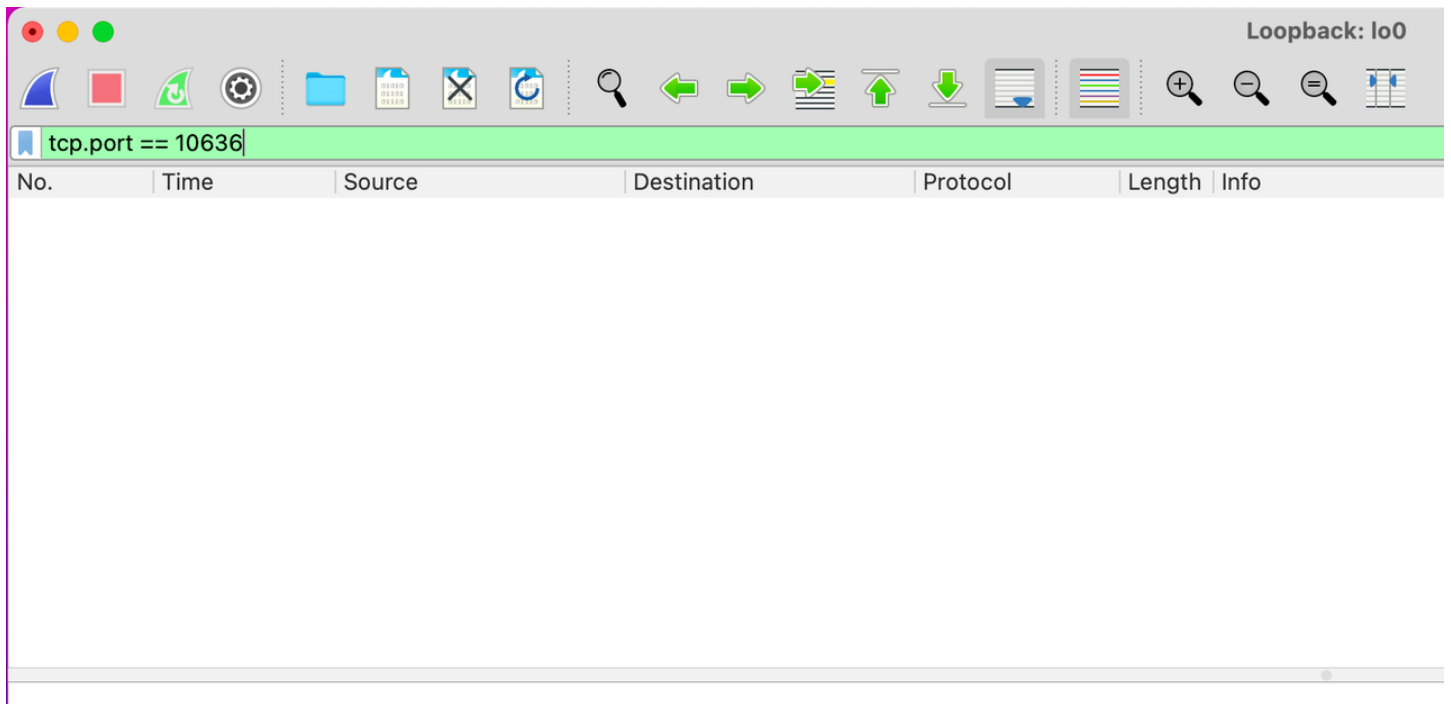 Loopback: lo0
tcp.port == 10636
No. Time Source Destination Protocol Length Info